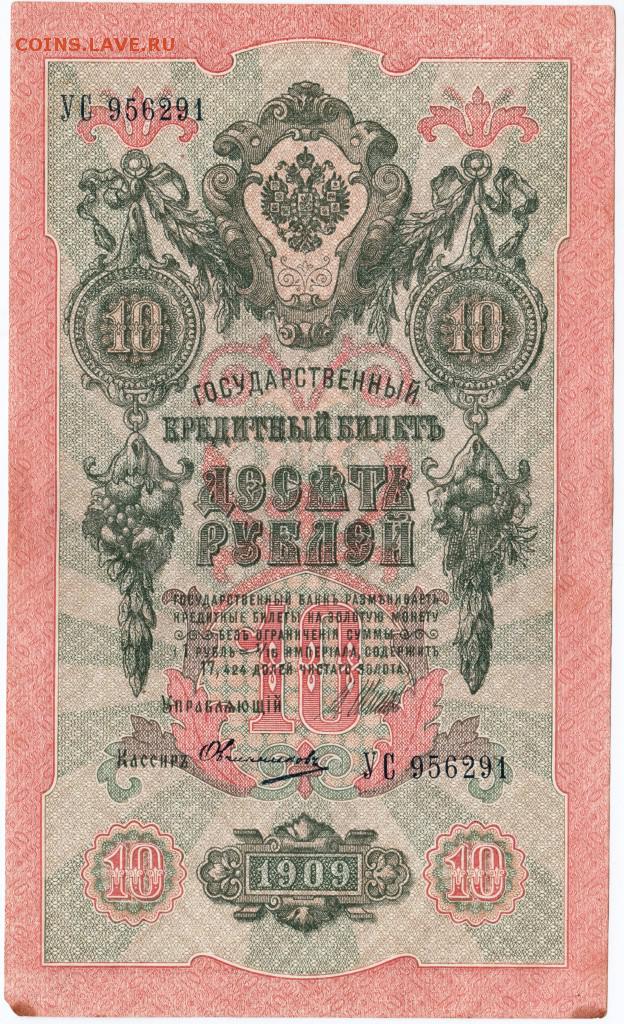 COINS.LAVE.RU
УС 956291
10 10
ГОСУДАРСТВЕННЫЙ
КРЕДИТНЫЙ БИЛЕТЪ
ДЕСЯТЬ
РУБЛЕЙ
ГОСУДАРСТВЕННЫЙ БАНКЪ РАЗМѢНИВАЕТЪ
КРЕДИТНЫЕ БИЛЕТЫ НА ЗОЛОТУЮ МОНЕТУ
БЕЗЪ ОГРАНИЧЕНІЯ СУММЫ
(1 РУБЛЬ = 1/15 ИМПЕРІАЛА, СОДЕРЖИТЪ
17,424 ДОЛЕЙ ЧИСТАГО ЗОЛОТА)
10
УПРАВЛЯЮЩІЙ
Кассиръ Овчинниковъ УС 956291
10 1909 10